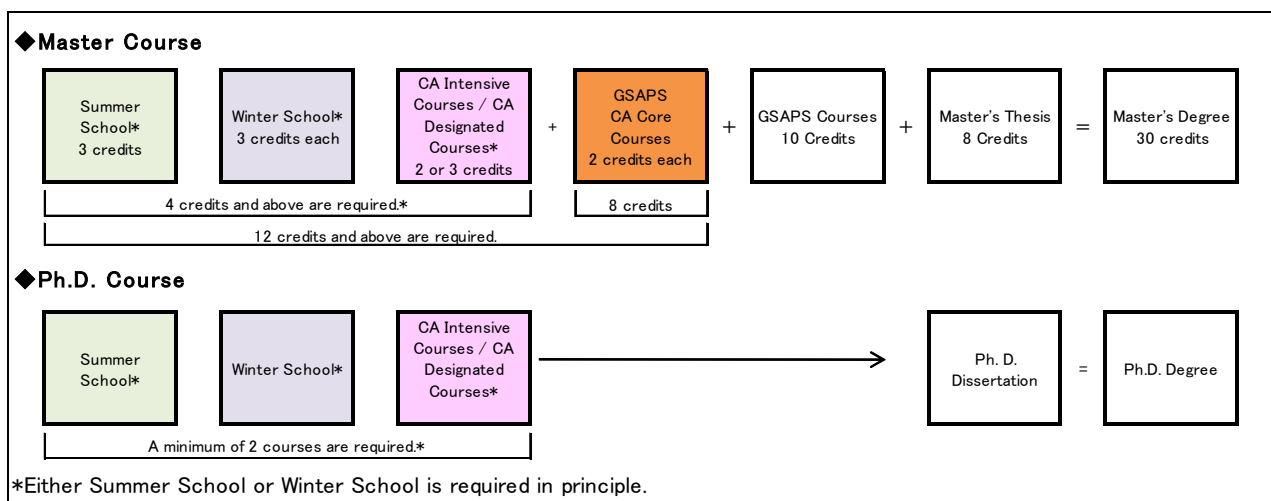 ◆Master Course
Summer
School*
3 credits
Winter School*
3 credits each
CA Intensive
Courses / CA
Designated
Courses*
2 or 3 credits
+
GSAPS
CA Core
Courses
2 credits each
+
GSAPS Courses
10 Credits
+
Master's Thesis
8 Credits
=
Master's Degree
30 credits
4 credits and above are required.*
8 credits
12 credits and above are required.
◆Ph.D. Course
Summer
School*
Winter School*
CA Intensive
Courses / CA
Designated
Courses*
Ph. D.
Dissertation
=
Ph.D. Degree
A minimum of 2 courses are required.*
*Either Summer School or Winter School is required in principle.